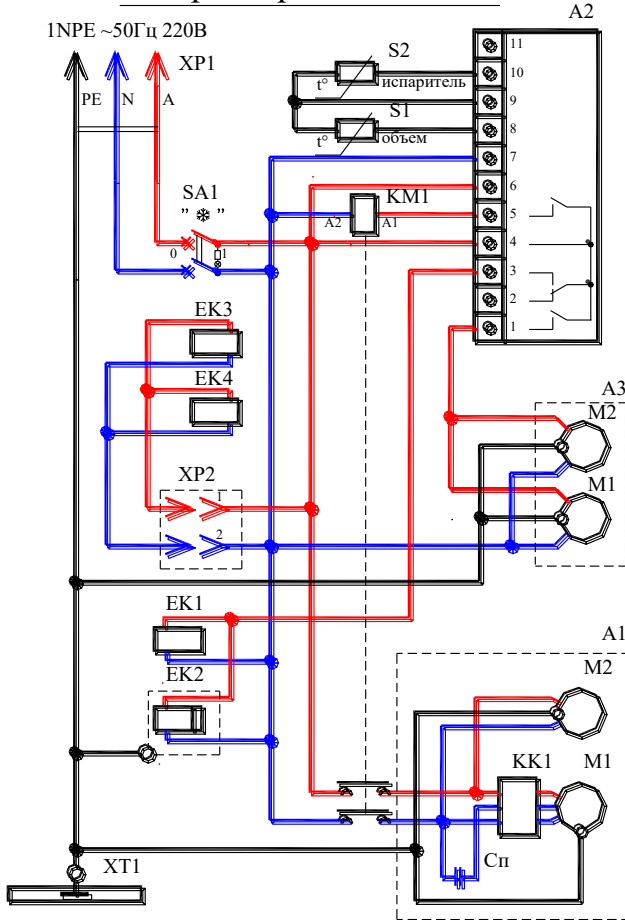 A2
1NPE ~50Гц 220В
XP1
PE
N
A
S2
t°
испаритель
S1
t°
объем
11
10
9
8
7
6
5
4
3
2
1
SA1
" ❄ "
0
1
KM1
A2
A1
EK3
EK4
XP2
1
2
A3
M2
M1
EK1
EK2
A1
M2
KK1
M1
Сп
XT1